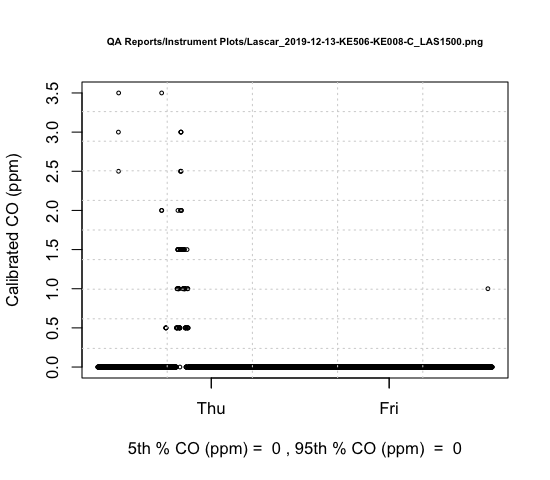 QA Reports/Instrument Plots/Lascar_2019-12-13-KE506-KE008-C_LAS1500.png
3.5
3.0
2.5
2.0
1.5
1.0
0.5
0.0
Calibrated CO (ppm)
Thu Fri
5th % CO (ppm) =  0 , 95th % CO (ppm)  =  0